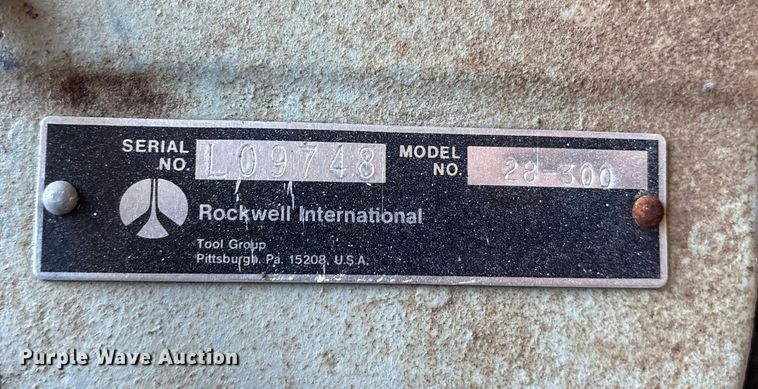 SERIAL NO. L09748 MODEL NO. 28-300
Rockwell International
Tool Group
Pittsburgh, Pa. 15208, U.S.A.
Purple Wave Auction